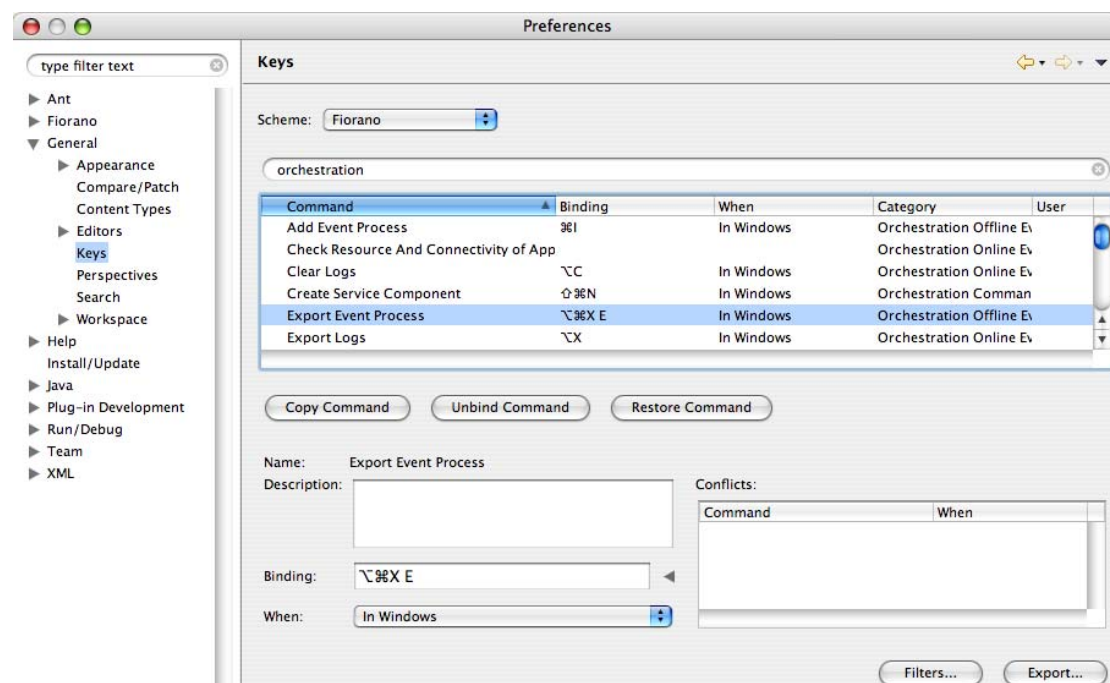 Preferences
type filter text
Ant
Fiorano
General
Appearance
Compare/Patch
Content Types
Editors
Keys
Perspectives
Search
Workspace
Help
Install/Update
Java
Plug-in Development
Run/Debug
Team
XML
Keys
Scheme: Fiorano
orchestration
Command Binding When Category User
Add Event Process ⌘I In Windows Orchestration Offline Ev
Check Resource And Connectivity of App Orchestration Online Ev
Clear Logs ⌥C In Windows Orchestration Online Ev
Create Service Component ⇧⌘N In Windows Orchestration Comman
Export Event Process ⌥⌘X E In Windows Orchestration Offline Ev
Export Logs ⌥X In Windows Orchestration Online Ev
Copy Command Unbind Command Restore Command
Name: Export Event Process
Description: Conflicts:
Command When
Binding: ⌥⌘X E
When: In Windows
Filters... Export...